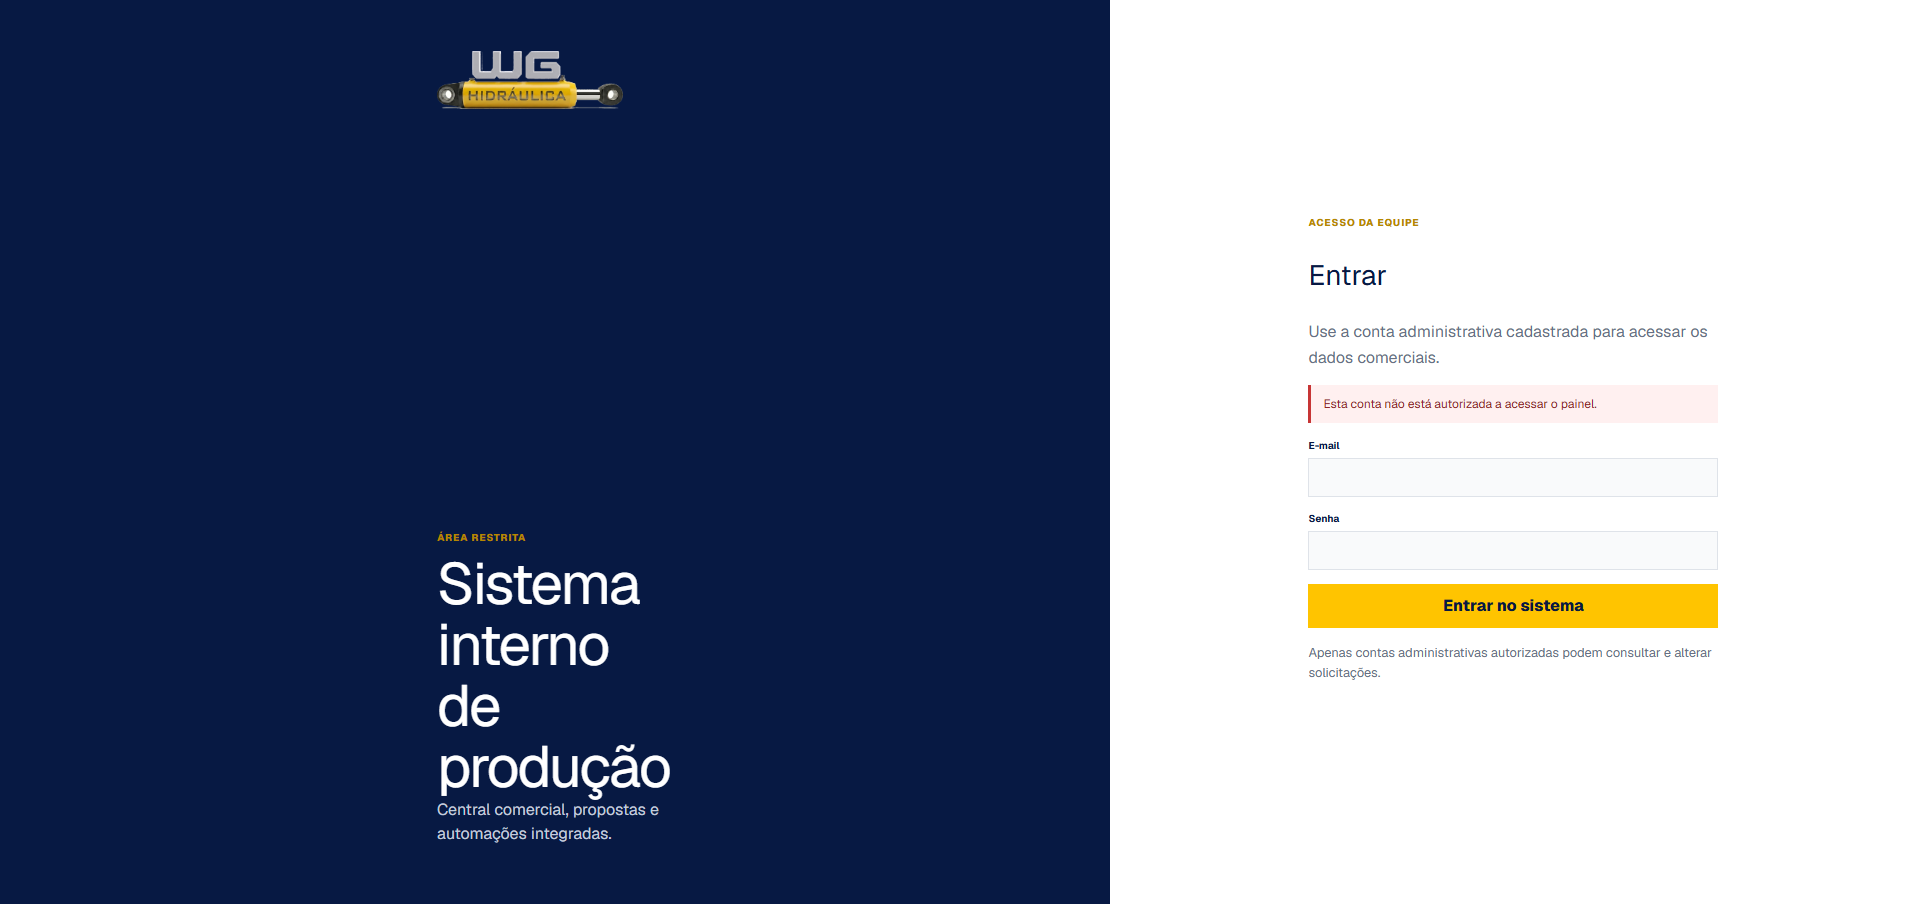 WG
HIDRÁULICA
ÁREA RESTRITA
Sistema
interno
de
produção
Central comercial, propostas e
automações integradas.
ACESSO DA EQUIPE
Entrar
Use a conta administrativa cadastrada para acessar os
dados comerciais.
Esta conta não está autorizada a acessar o painel.
E-mail
Senha
Entrar no sistema
Apenas contas administrativas autorizadas podem consultar e alterar
solicitações.